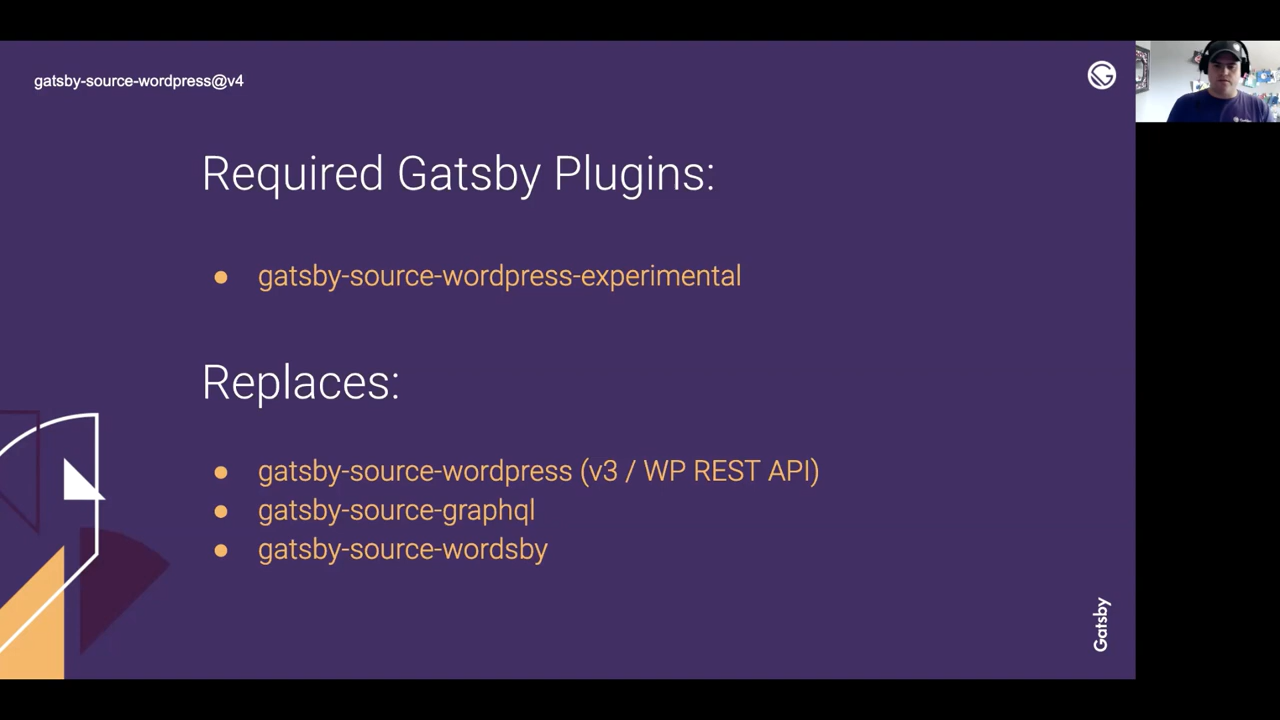 gatsby-source-wordpress@v4
Required Gatsby Plugins:
● gatsby-source-wordpress-experimental
Replaces:
● gatsby-source-wordpress (v3 / WP REST API)
● gatsby-source-graphql
● gatsby-source-wordsby
Gatsby